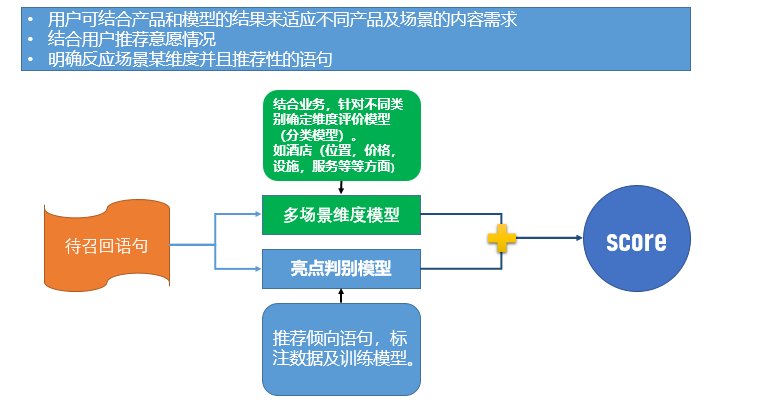 • 用户可结合产品和模型的结果来适应不同产品及场景的内容需求
• 结合用户推荐意愿情况
• 明确反应场景某维度并且推荐性的语句
结合业务，针对不同类
别确定维度评价模型
（分类模型）。
如酒店（位置，价格，
设施，服务等等方面)
待召回语句
多场景维度模型
score
亮点判别模型
推荐倾向语句，标
注数据及训练模型。